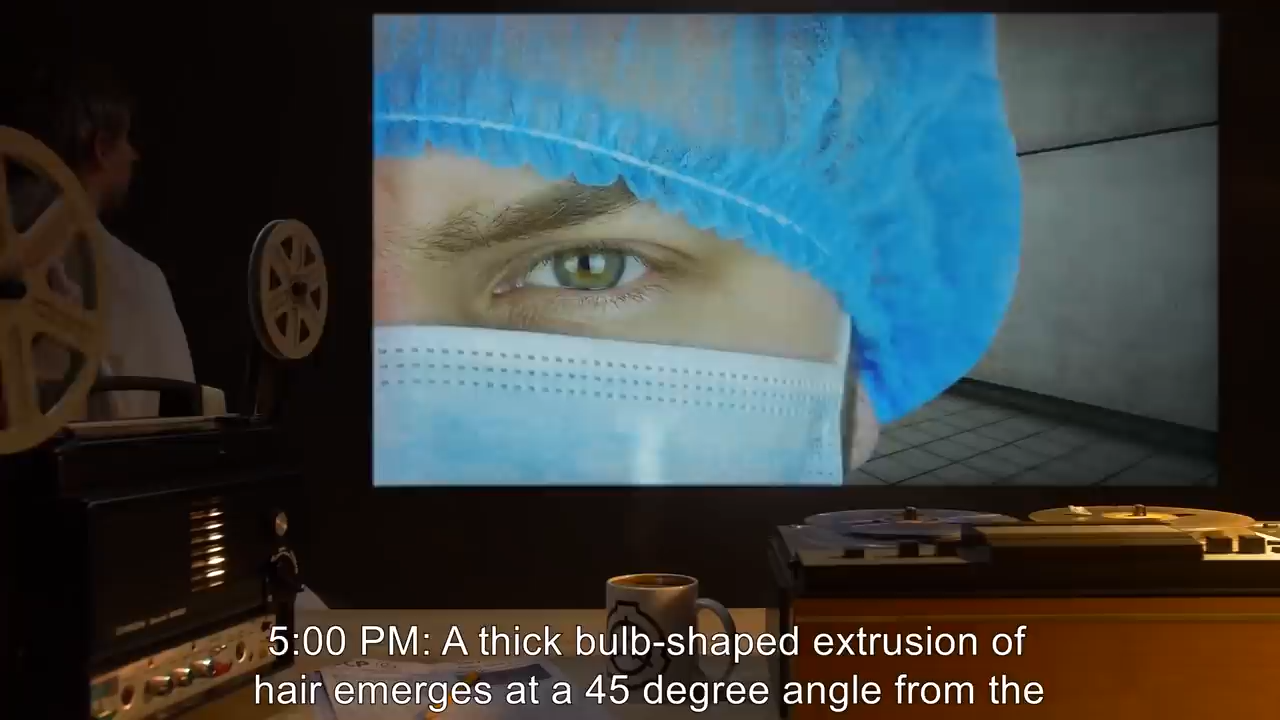 5:00 PM: A thick bulb-shaped extrusion of
hair emerges at a 45 degree angle from the